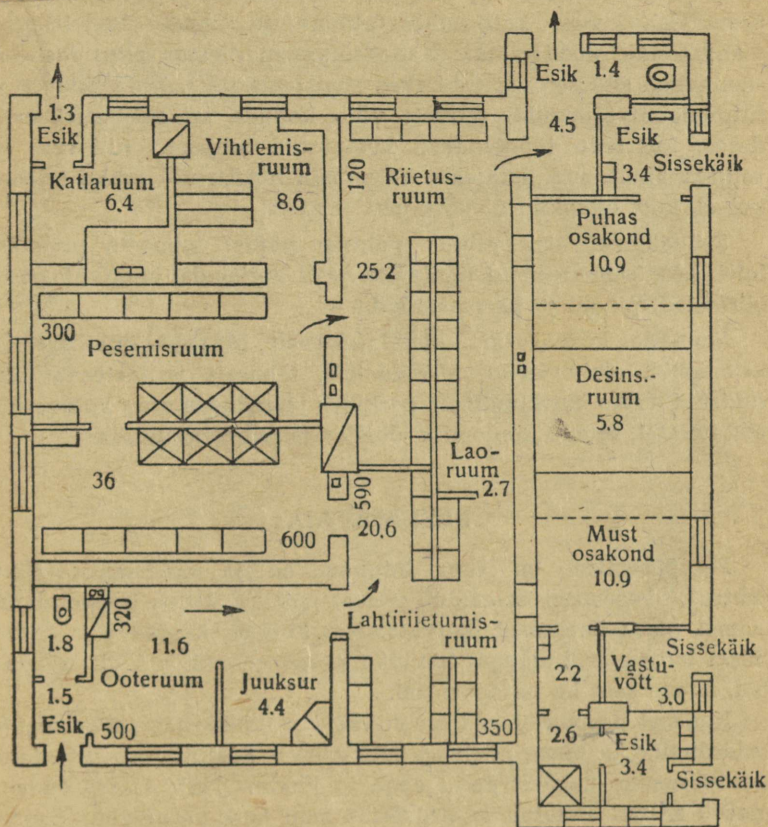 Esik
1.4
4.5
Esik
3.4
Sissekäik
1.3
Esik
Katlaruum
6.4
Vihtlemis-
ruum
8.6
120
Riietus-
ruum
25 2
Puhas
osakond
10.9
300
Pesemisruum
36
600
Desins.-
ruum
5.8
Lao-
ruum
2.7
590
20.6
Must
osakond
10.9
1.8
320
11.6
Ooteruum
1.5
Esik
500
Juuksur
4.4
Lahtiriietumis-
ruum
350
Sissekäik
2.2
Vastu-
võtt
3.0
2.6
Esik
3.4
Sissekäik